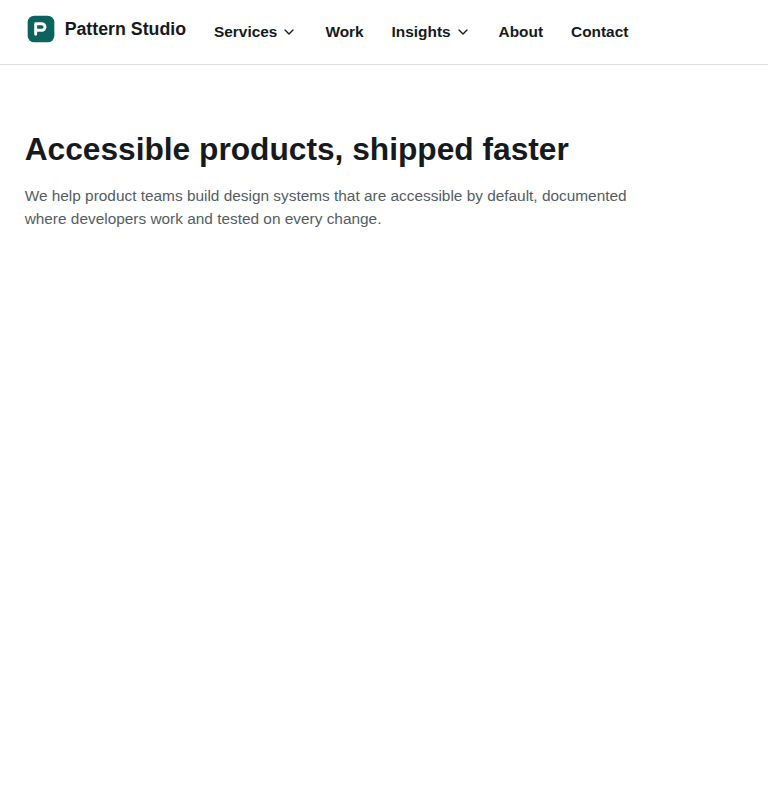 Pattern Studio Services Work Insights About Contact
Accessible products, shipped faster
We help product teams build design systems that are accessible by default, documented
where developers work and tested on every change.